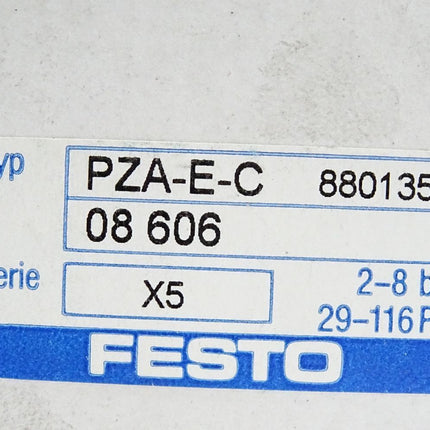 yp PZA-E-C 880135
08 606
erie X5 2-8 b
29-116 P
FESTO